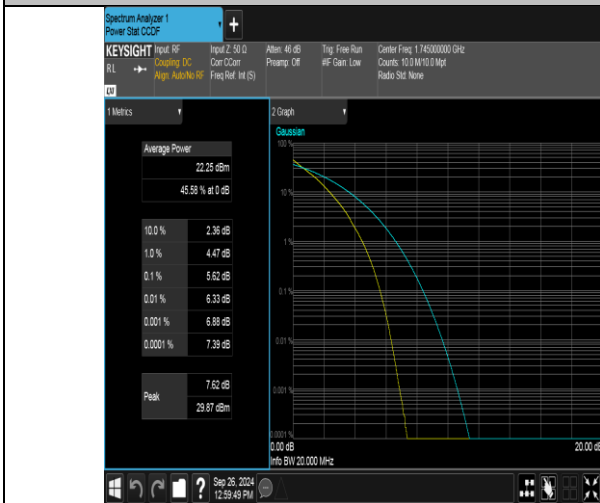 Spectrum Analyzer 1
Power Stat CCDF
+
KEYSIGHT Input: RF Input Z: 50 Ω Atten: 46 dB Trig: Free Run Center Freq: 1.745000000 GHz
RL Coupling: DC Corr CCorr Preamp: Off #IF Gain: Low Counts: 10.0 M/10.0 Mpt
Align: Auto/No RF Freq Ref: Int (S) Radio Std: None
1 Metrics
Average Power
22.25 dBm
45.58 % at 0 dB
10.0 % 2.36 dB
1.0 % 4.47 dB
0.1 % 5.62 dB
0.01 % 6.33 dB
0.001 % 6.88 dB
0.0001 % 7.39 dB
Peak 7.62 dB
29.87 dBm
2 Graph
Gaussian
100 %
10 %
1 %
0.1 %
0.01 %
0.001 %
0.0001 %
0.00 dB 20.00 dB
Info BW 20.000 MHz
? Sep 26, 2024
12:59:49 PM